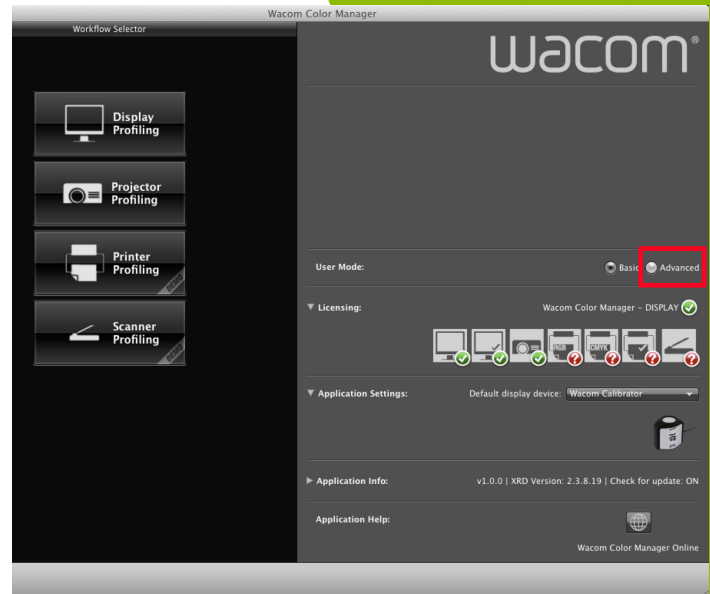 Wacom Color Manager
Workflow Selector
wacom®
Display
Profiling
Projector
Profiling
Printer
Profiling
DEMO
Scanner
Profiling
DEMO
User Mode: Basic Advanced
Licensing: Wacom Color Manager – DISPLAY
RGB CMYK
Application Settings: Default display device: Wacom Calibrator
Application Info: v1.0.0 | XRD Version: 2.3.8.19 | Check for update: ON
Application Help:
Wacom Color Manager Online